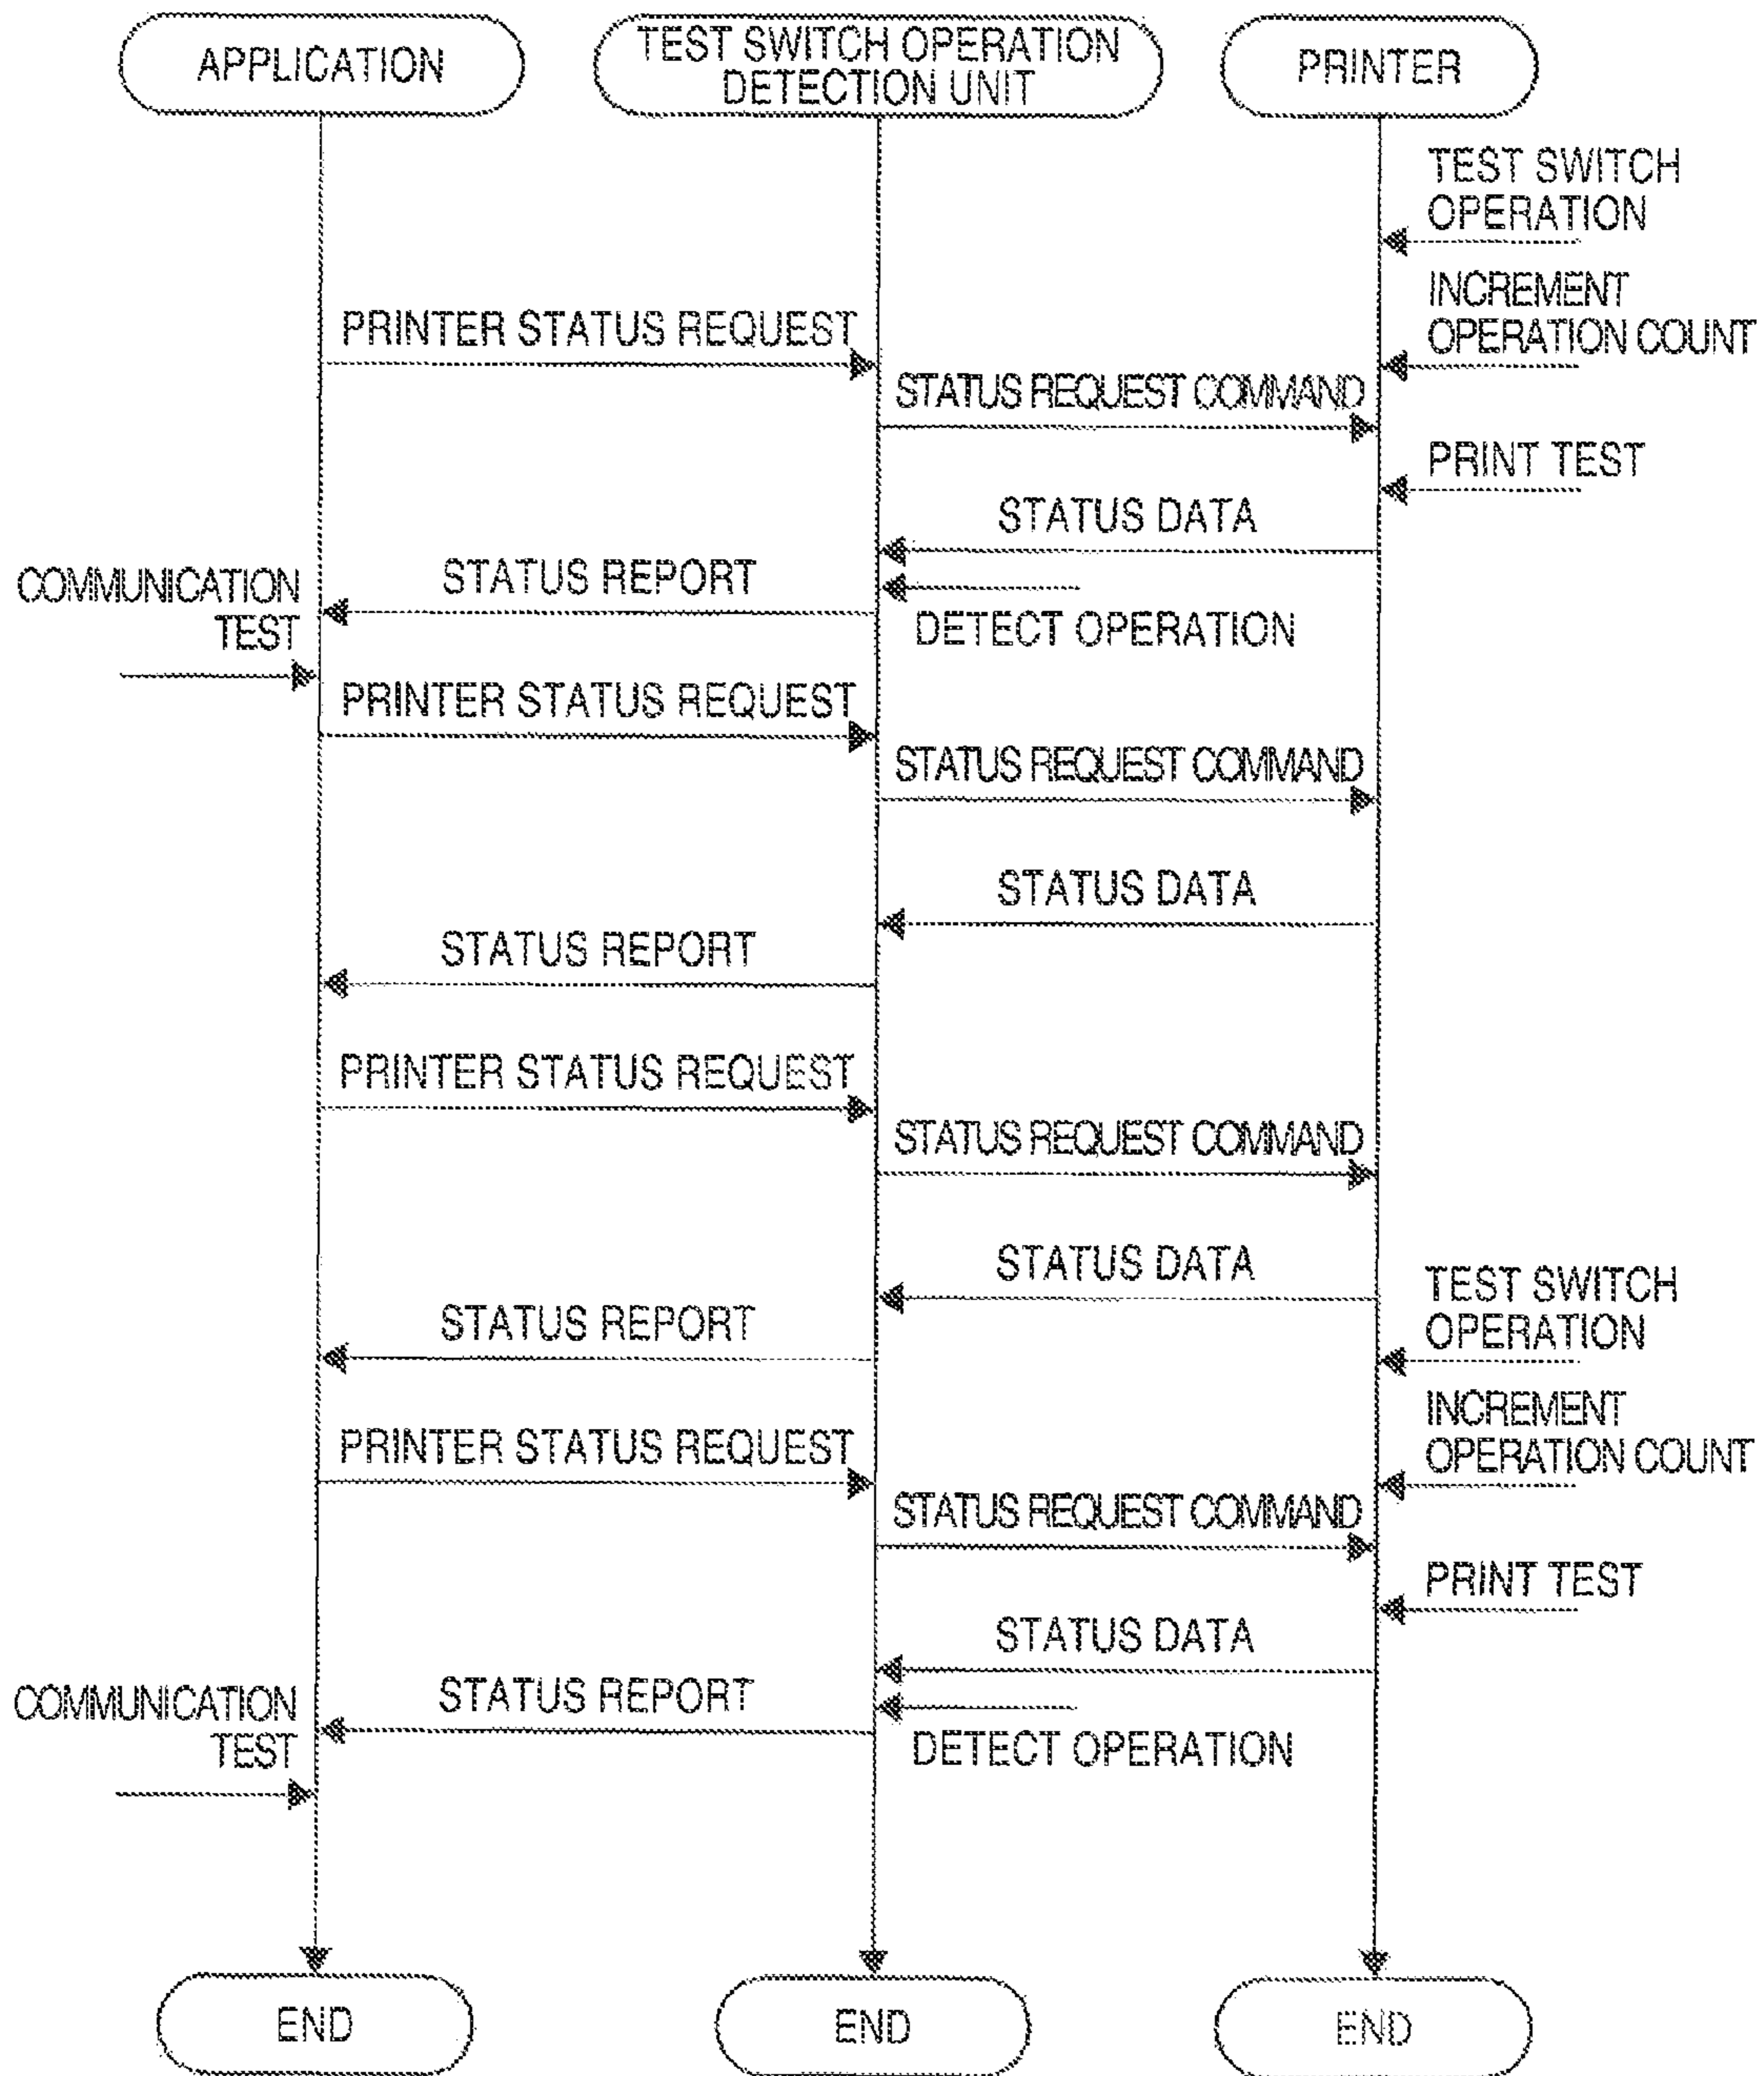 APPLICATION
TEST SWITCH OPERATION
DETECTION UNIT
PRINTER
TEST SWITCH
OPERATION
INCREMENT
OPERATION COUNT
PRINTER STATUS REQUEST
STATUS REQUEST COMMAND
PRINT TEST
STATUS DATA
STATUS REPORT
COMMUNICATION
TEST
DETECT OPERATION
PRINTER STATUS REQUEST
STATUS REQUEST COMMAND
STATUS DATA
STATUS REPORT
PRINTER STATUS REQUEST
STATUS REQUEST COMMAND
STATUS DATA
TEST SWITCH
OPERATION
STATUS REPORT
INCREMENT
OPERATION COUNT
PRINTER STATUS REQUEST
STATUS REQUEST COMMAND
PRINT TEST
STATUS DATA
STATUS REPORT
COMMUNICATION
TEST
DETECT OPERATION
END
END
END